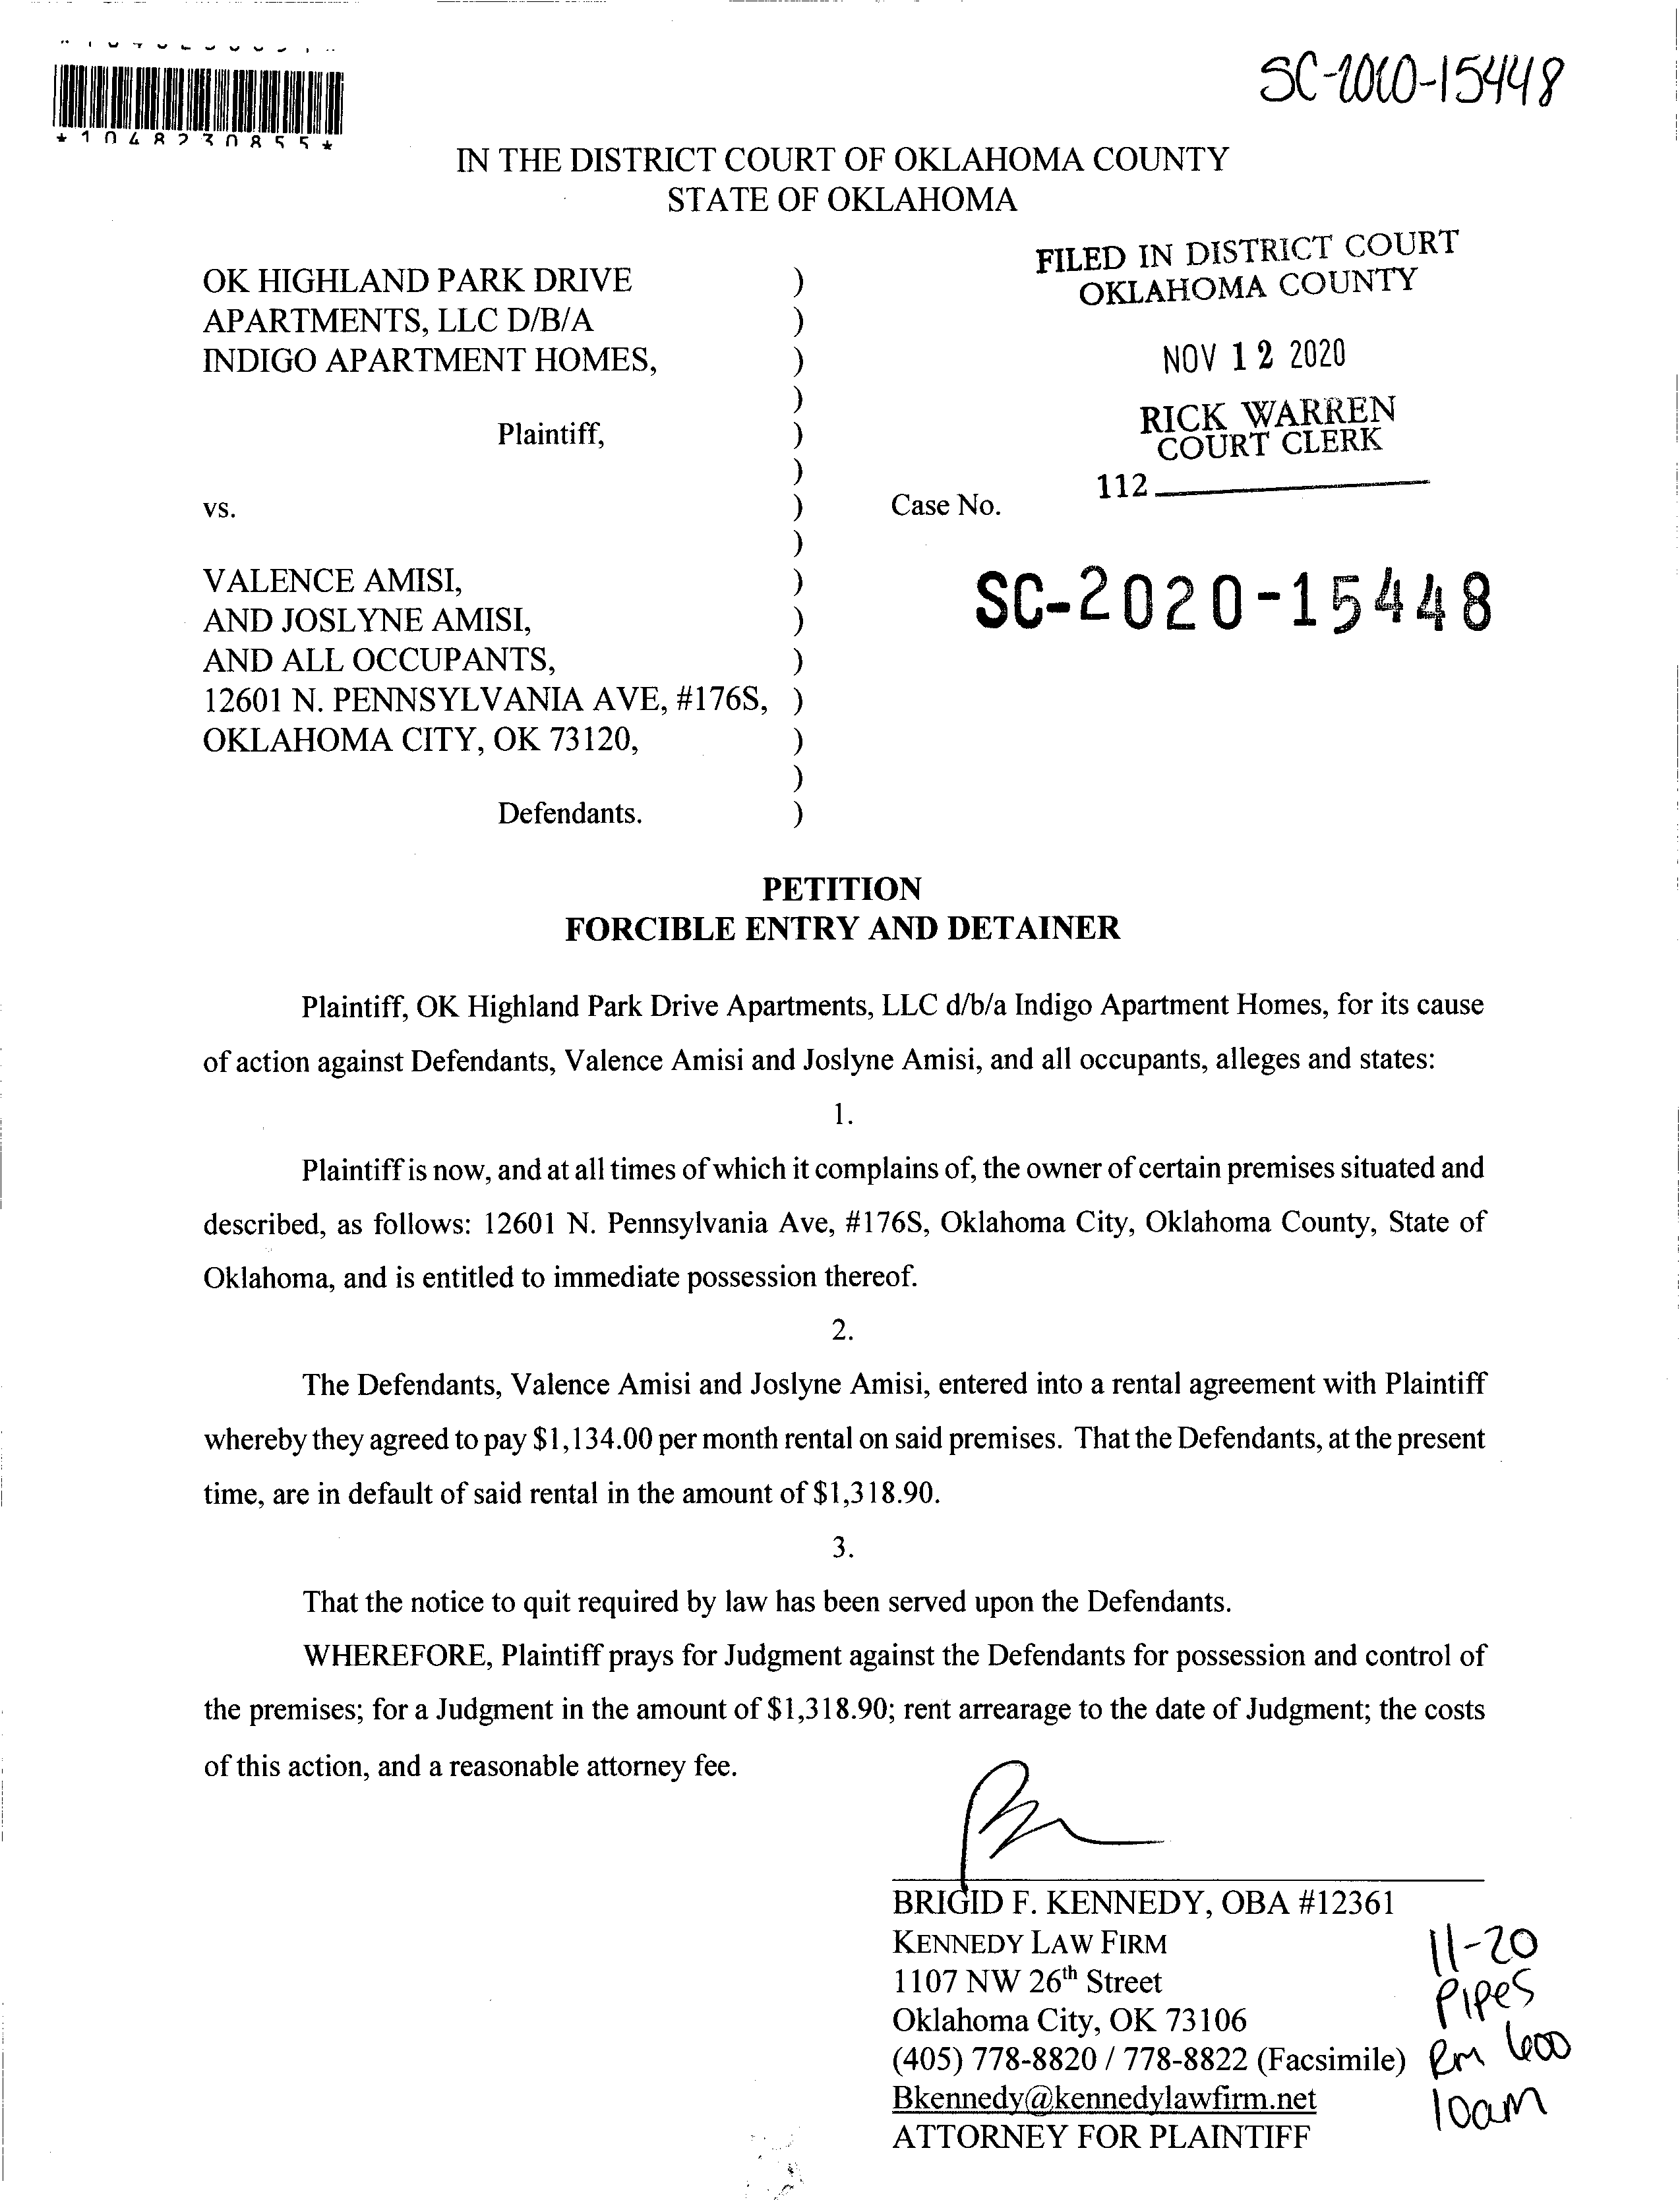 SC-2020-15448
*1048230855*
IN THE DISTRICT COURT OF OKLAHOMA COUNTY
STATE OF OKLAHOMA
FILED IN DISTRICT COURT
OKLAHOMA COUNTY
NOV 12 2020
RICK WARREN
COURT CLERK
112
OK HIGHLAND PARK DRIVE )
APARTMENTS, LLC D/B/A )
INDIGO APARTMENT HOMES, )
)
Plaintiff, )
)
vs. ) Case No.
)
VALENCE AMISI, ) SC-2020-15448
AND JOSLYNE AMISI, )
AND ALL OCCUPANTS, )
12601 N. PENNSYLVANIA AVE, #176S, )
OKLAHOMA CITY, OK 73120, )
)
Defendants. )
PETITION
FORCIBLE ENTRY AND DETAINER
Plaintiff, OK Highland Park Drive Apartments, LLC d/b/a Indigo Apartment Homes, for its cause
of action against Defendants, Valence Amisi and Joslyne Amisi, and all occupants, alleges and states:
1.
Plaintiff is now, and at all times of which it complains of, the owner of certain premises situated and
described, as follows: 12601 N. Pennsylvania Ave, #176S, Oklahoma City, Oklahoma County, State of
Oklahoma, and is entitled to immediate possession thereof.
2.
The Defendants, Valence Amisi and Joslyne Amisi, entered into a rental agreement with Plaintiff
whereby they agreed to pay $1,134.00 per month rental on said premises. That the Defendants, at the present
time, are in default of said rental in the amount of $1,318.90.
3.
That the notice to quit required by law has been served upon the Defendants.
WHEREFORE, Plaintiff prays for Judgment against the Defendants for possession and control of
the premises; for a Judgment in the amount of $1,318.90; rent arrearage to the date of Judgment; the costs
of this action, and a reasonable attorney fee.
BRIGID F. KENNEDY, OBA #12361
KENNEDY LAW FIRM
1107 NW 26th Street
Oklahoma City, OK 73106
(405) 778-8820 / 778-8822 (Facsimile)
Bkennedy@kennedylawfirm.net
ATTORNEY FOR PLAINTIFF
11-20
Pipes
Rm 600
10am